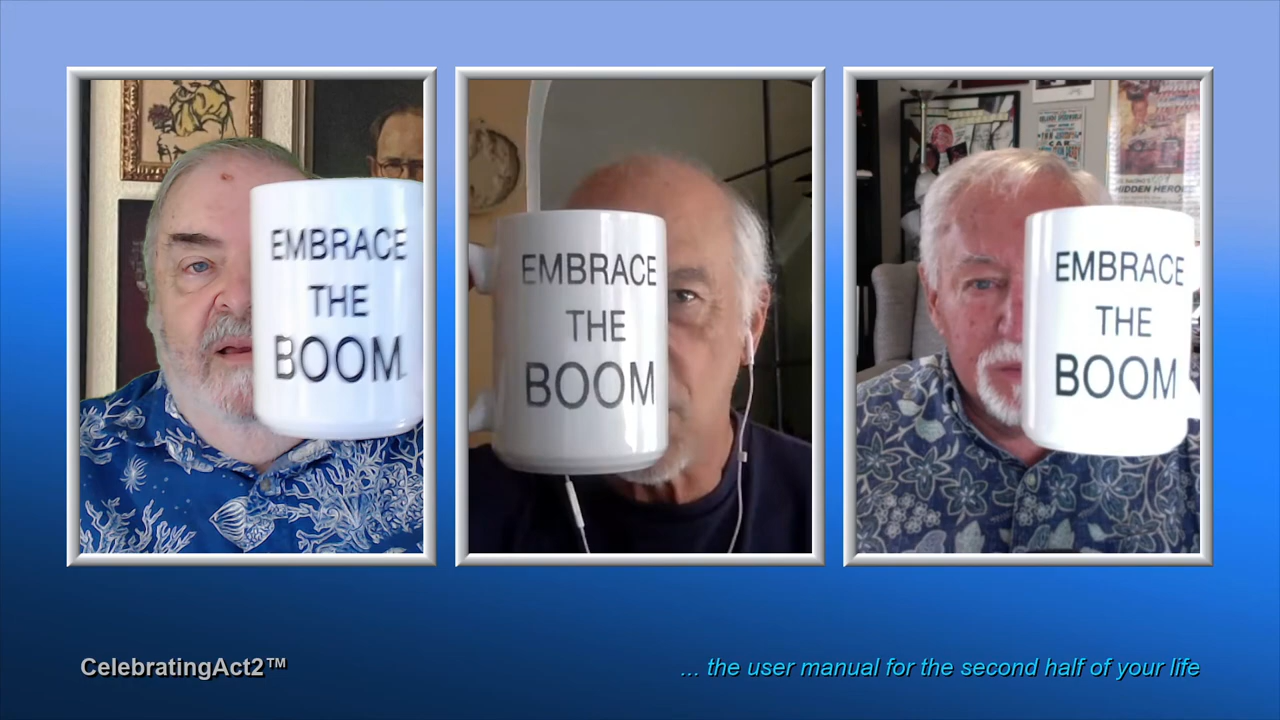 EMBRACE
THE
BOOM.
EMBRACE
THE
BOOM
HIDDEN HEROES
EMBRACE
THE
BOOM
CelebratingAct2™
... the user manual for the second half of your life